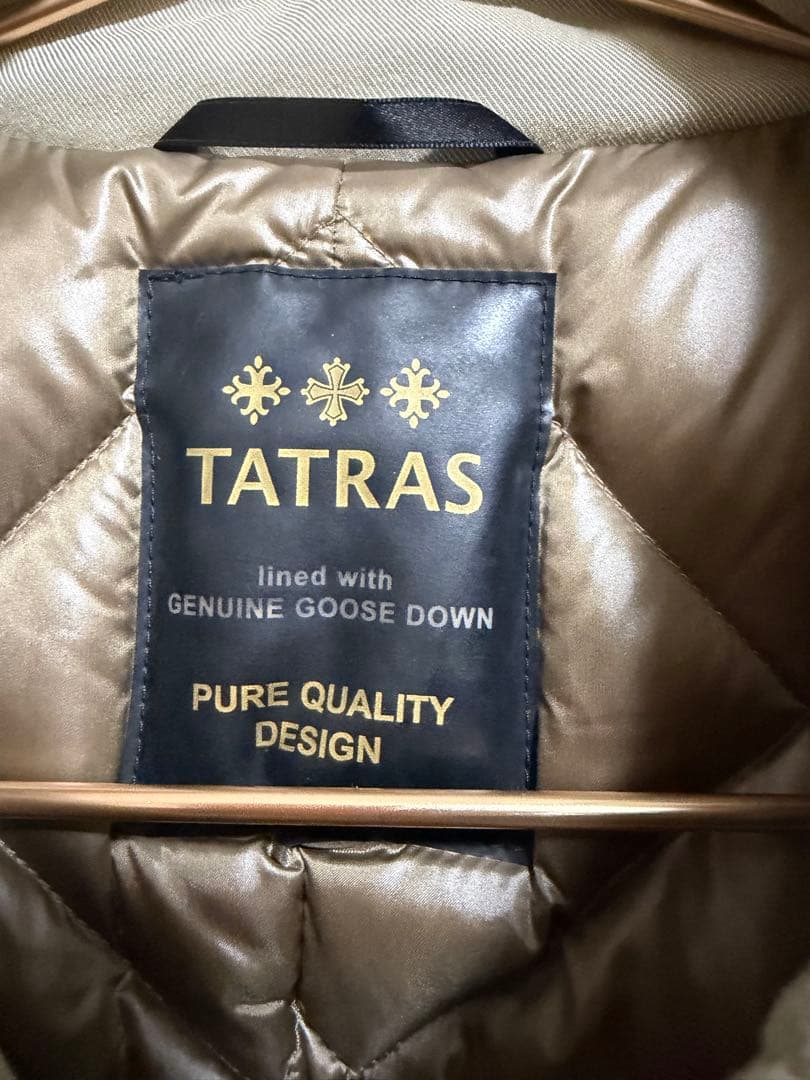 TATRAS
lined with
GENUINE GOOSE DOWN
PURE QUALITY
DESIGN